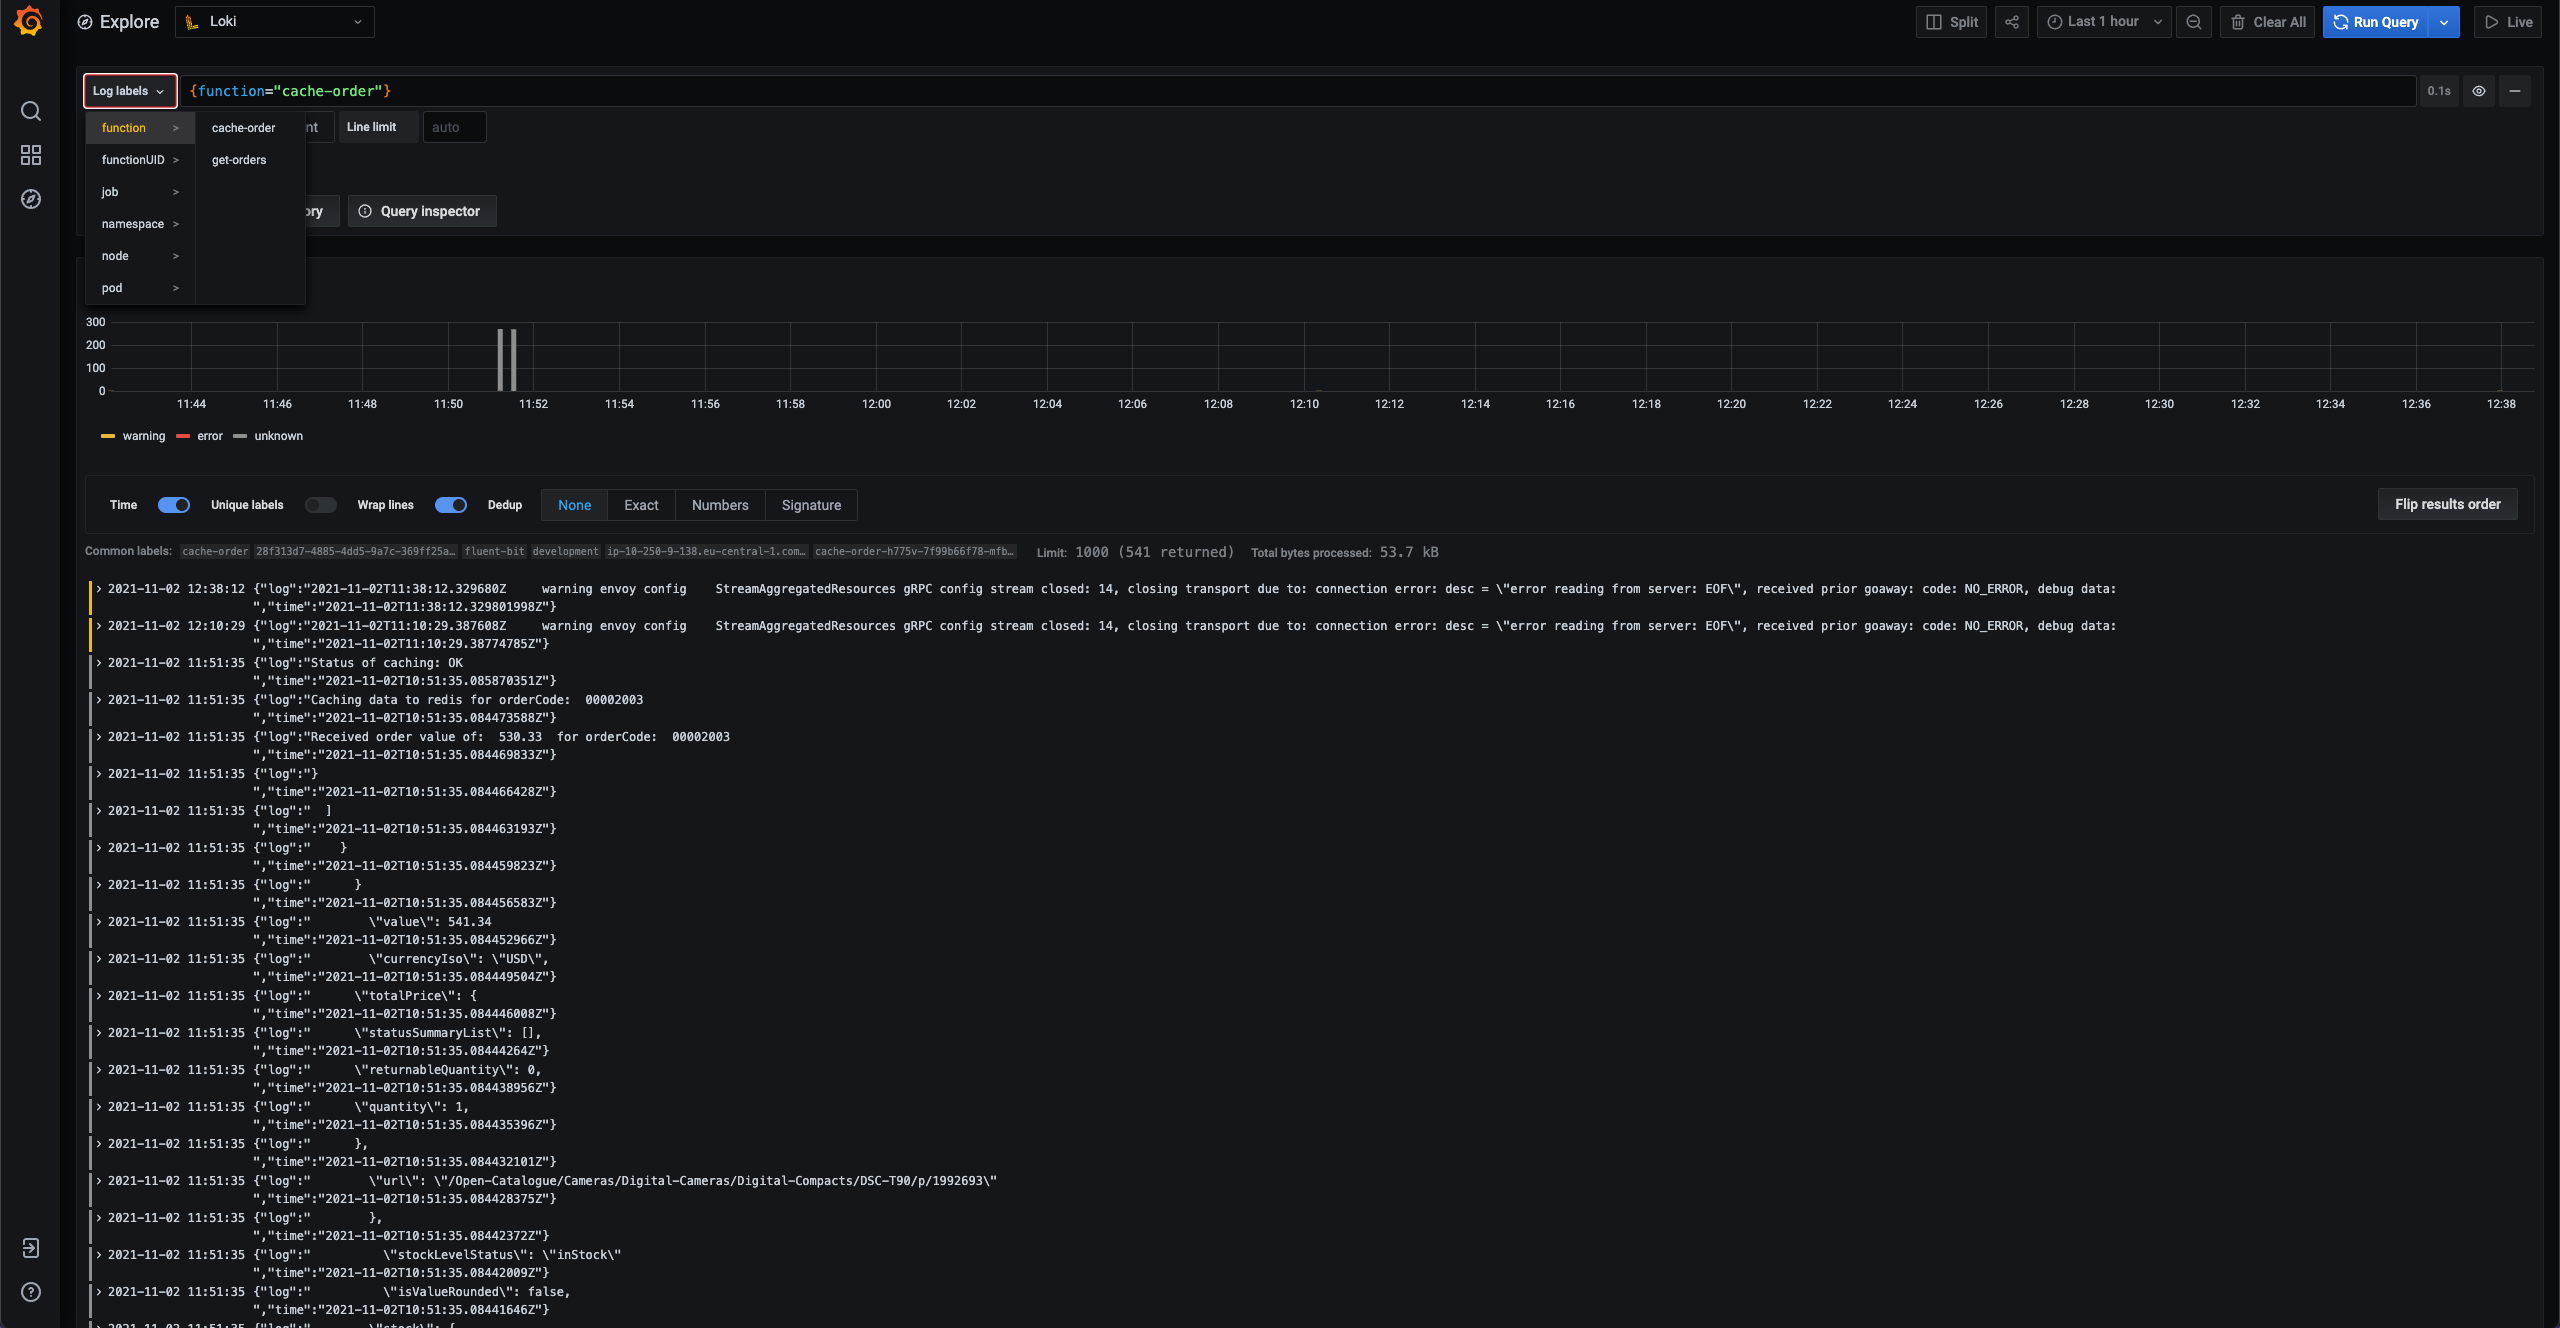 Explore Loki Split Last 1 hour Clear All Run Query Live
Log labels {function="cache-order"} 0.1s
function > cache-order nt Line limit auto
functionUID > get-orders
job >
ory Query inspector
namespace >
node >
pod >
300
200
100
0
11:44 11:46 11:48 11:50 11:52 11:54 11:56 11:58 12:00 12:02 12:04 12:06 12:08 12:10 12:12 12:14 12:16 12:18 12:20 12:22 12:24 12:26 12:28 12:30 12:32 12:34 12:36 12:38
warning error unknown
Time Unique labels Wrap lines Dedup None Exact Numbers Signature Flip results order
Common labels: cache-order 28f313d7-4885-4dd5-9a7c-369ff25a… fluent-bit development ip-10-250-9-138.eu-central-1.com… cache-order-h775v-7f99b66f78-mfb… Limit: 1000 (541 returned) Total bytes processed: 53.7 kB
> 2021-11-02 12:38:12 {"log":"2021-11-02T11:38:12.329680Z warning envoy config StreamAggregatedResources gRPC config stream closed: 14, closing transport due to: connection error: desc = \"error reading from server: EOF\", received prior goaway: code: NO_ERROR, debug data:
","time":"2021-11-02T11:38:12.329801998Z"}
> 2021-11-02 12:10:29 {"log":"2021-11-02T11:10:29.387608Z warning envoy config StreamAggregatedResources gRPC config stream closed: 14, closing transport due to: connection error: desc = \"error reading from server: EOF\", received prior goaway: code: NO_ERROR, debug data:
","time":"2021-11-02T11:10:29.38774785Z"}
> 2021-11-02 11:51:35 {"log":"Status of caching: OK
","time":"2021-11-02T10:51:35.085870351Z"}
> 2021-11-02 11:51:35 {"log":"Caching data to redis for orderCode: 00002003
","time":"2021-11-02T10:51:35.084473588Z"}
> 2021-11-02 11:51:35 {"log":"Received order value of: 530.33 for orderCode: 00002003
","time":"2021-11-02T10:51:35.084469833Z"}
> 2021-11-02 11:51:35 {"log":"}
","time":"2021-11-02T10:51:35.084466428Z"}
> 2021-11-02 11:51:35 {"log":" ]
","time":"2021-11-02T10:51:35.084463193Z"}
> 2021-11-02 11:51:35 {"log":" }
","time":"2021-11-02T10:51:35.084459823Z"}
> 2021-11-02 11:51:35 {"log":" }
","time":"2021-11-02T10:51:35.084456583Z"}
> 2021-11-02 11:51:35 {"log":" \"value\": 541.34
","time":"2021-11-02T10:51:35.084452966Z"}
> 2021-11-02 11:51:35 {"log":" \"currencyIso\": \"USD\",
","time":"2021-11-02T10:51:35.084449504Z"}
> 2021-11-02 11:51:35 {"log":" \"totalPrice\": {
","time":"2021-11-02T10:51:35.084446008Z"}
> 2021-11-02 11:51:35 {"log":" \"statusSummaryList\": [],
","time":"2021-11-02T10:51:35.08444264Z"}
> 2021-11-02 11:51:35 {"log":" \"returnableQuantity\": 0,
","time":"2021-11-02T10:51:35.084438956Z"}
> 2021-11-02 11:51:35 {"log":" \"quantity\": 1,
","time":"2021-11-02T10:51:35.084435396Z"}
> 2021-11-02 11:51:35 {"log":" },
","time":"2021-11-02T10:51:35.084432101Z"}
> 2021-11-02 11:51:35 {"log":" \"url\": \"/Open-Catalogue/Cameras/Digital-Cameras/Digital-Compacts/DSC-T90/p/1992693\"
","time":"2021-11-02T10:51:35.084428375Z"}
> 2021-11-02 11:51:35 {"log":" },
","time":"2021-11-02T10:51:35.08442372Z"}
> 2021-11-02 11:51:35 {"log":" \"stockLevelStatus\": \"inStock\"
","time":"2021-11-02T10:51:35.08442009Z"}
> 2021-11-02 11:51:35 {"log":" \"isValueRounded\": false,
","time":"2021-11-02T10:51:35.08441646Z"}
> 2021-11-02 11:51:35 {"log":" \"stock\": {